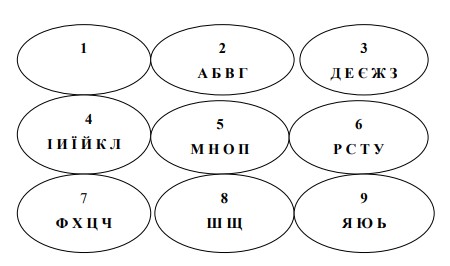 1
2
А Б В Г
3
Д Е Є Ж З
4
І И Ї Й К Л
5
М Н О П
6
Р С Т У
7
Ф Х Ц Ч
8
Ш Щ
9
Я Ю Ь